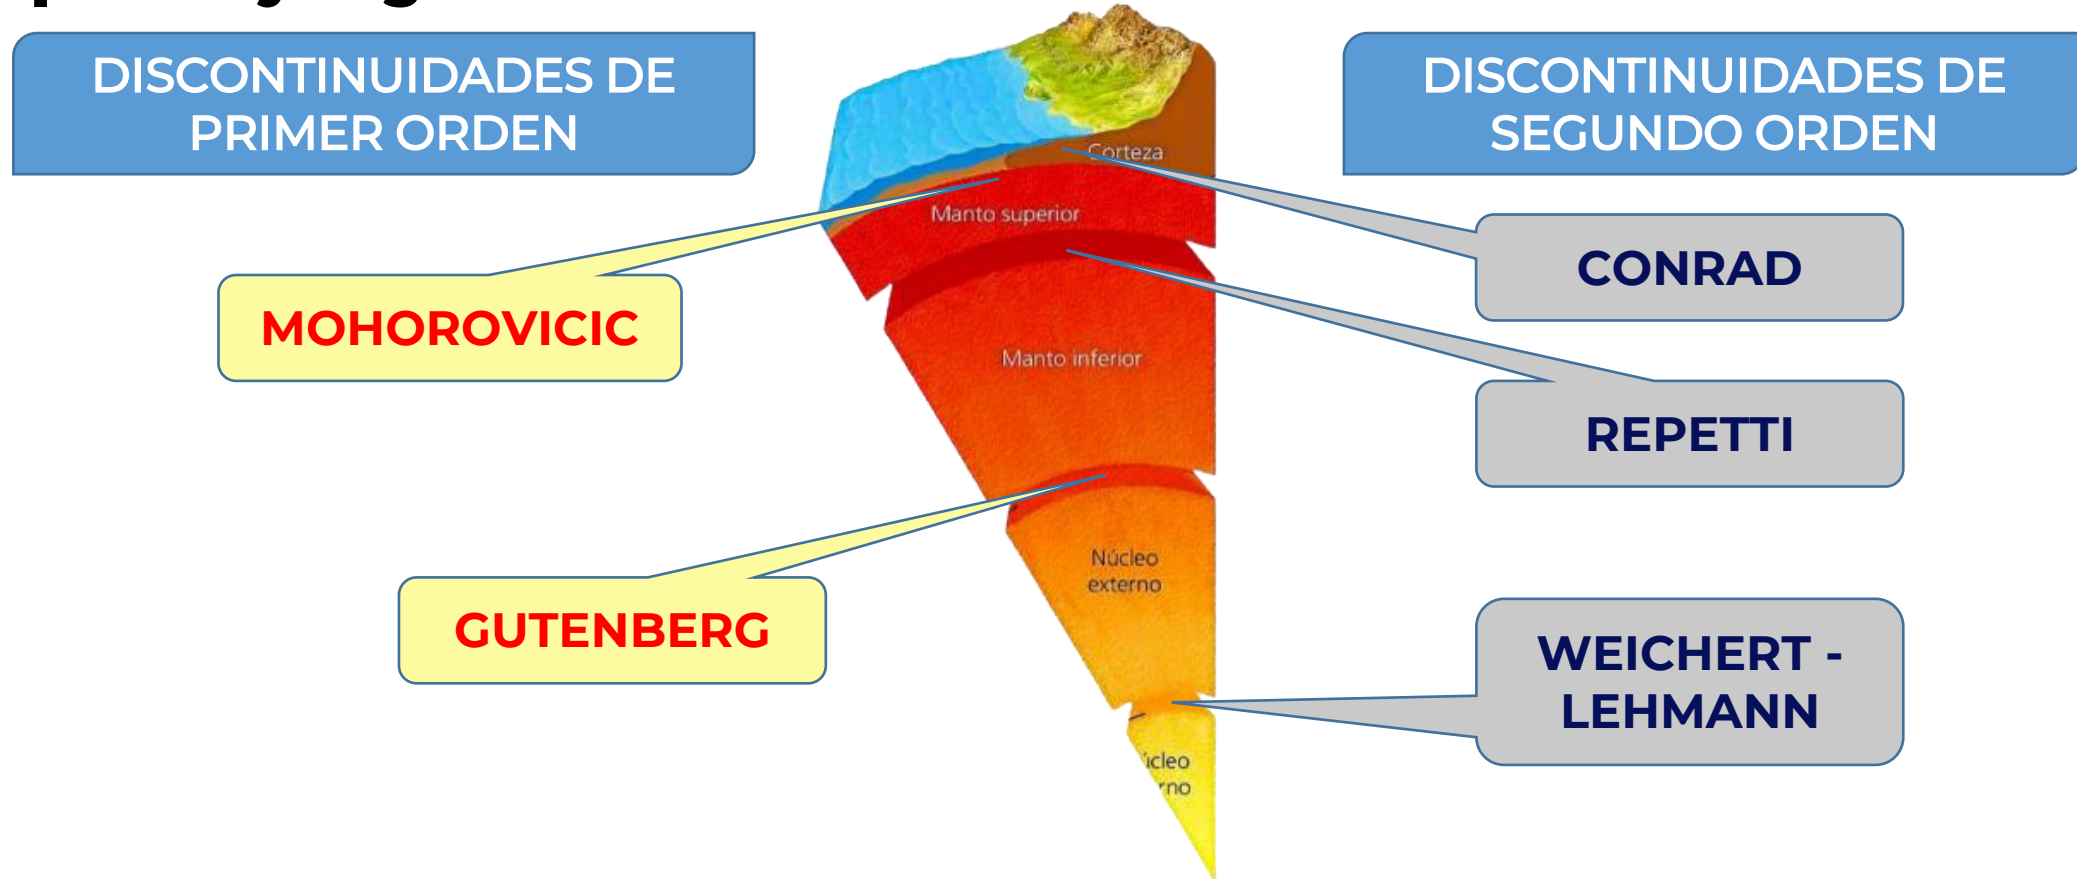 DISCONTINUIDADES DE
PRIMER ORDEN
DISCONTINUIDADES DE
SEGUNDO ORDEN
Corteza
Manto superior
CONRAD
MOHOROVICIC
Manto inferior
REPETTI
Núcleo
externo
GUTENBERG
WEICHERT -
LEHMANN